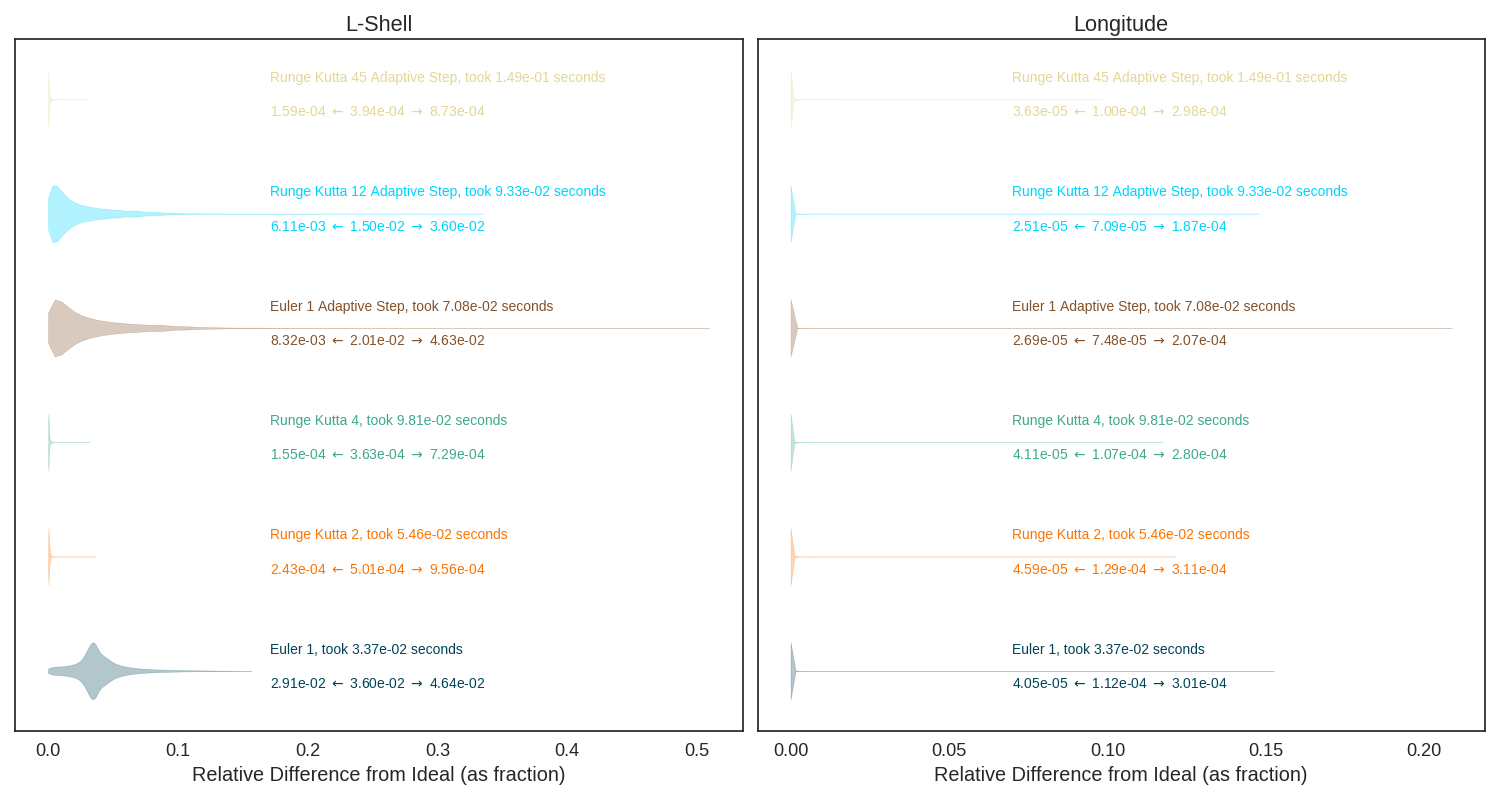 L-Shell
Runge Kutta 45 Adaptive Step, took 1.49e-01 seconds
1.59e-04 ← 3.94e-04 → 8.73e-04
Runge Kutta 12 Adaptive Step, took 9.33e-02 seconds
6.11e-03 ← 1.50e-02 → 3.60e-02
Euler 1 Adaptive Step, took 7.08e-02 seconds
8.32e-03 ← 2.01e-02 → 4.63e-02
Runge Kutta 4, took 9.81e-02 seconds
1.55e-04 ← 3.63e-04 → 7.29e-04
Runge Kutta 2, took 5.46e-02 seconds
2.43e-04 ← 5.01e-04 → 9.56e-04
Euler 1, took 3.37e-02 seconds
2.91e-02 ← 3.60e-02 → 4.64e-02
0.0 0.1 0.2 0.3 0.4 0.5
Relative Difference from Ideal (as fraction)
Longitude
Runge Kutta 45 Adaptive Step, took 1.49e-01 seconds
3.63e-05 ← 1.00e-04 → 2.98e-04
Runge Kutta 12 Adaptive Step, took 9.33e-02 seconds
2.51e-05 ← 7.09e-05 → 1.87e-04
Euler 1 Adaptive Step, took 7.08e-02 seconds
2.69e-05 ← 7.48e-05 → 2.07e-04
Runge Kutta 4, took 9.81e-02 seconds
4.11e-05 ← 1.07e-04 → 2.80e-04
Runge Kutta 2, took 5.46e-02 seconds
4.59e-05 ← 1.29e-04 → 3.11e-04
Euler 1, took 3.37e-02 seconds
4.05e-05 ← 1.12e-04 → 3.01e-04
0.00 0.05 0.10 0.15 0.20
Relative Difference from Ideal (as fraction)